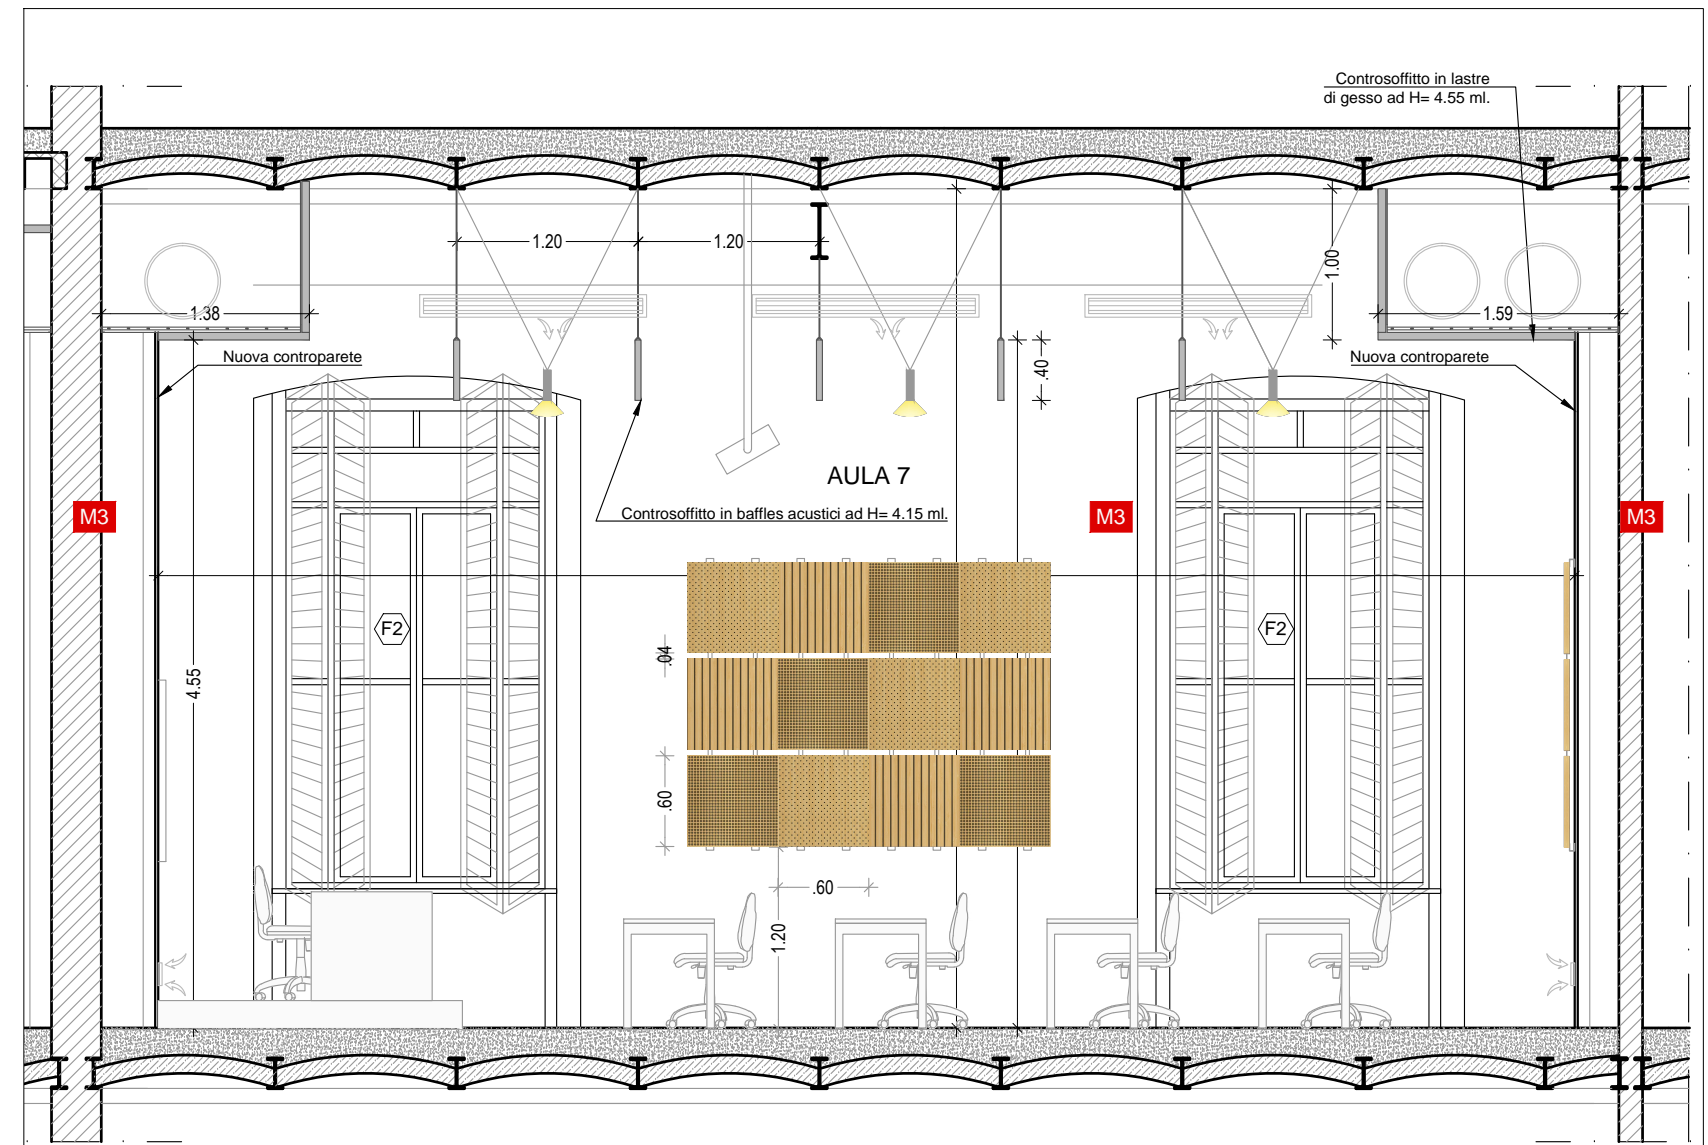 Controsoffitto in lastre
di gesso ad H= 4.55 ml.
1.20
1.20
1.00
1.38
1.59
Nuova controparete
Nuova controparete
.40
AULA 7
M3
Controsoffitto in baffles acustici ad H= 4.15 ml.
M3
M3
F2
F2
.04
4.55
.60
.60
1.20